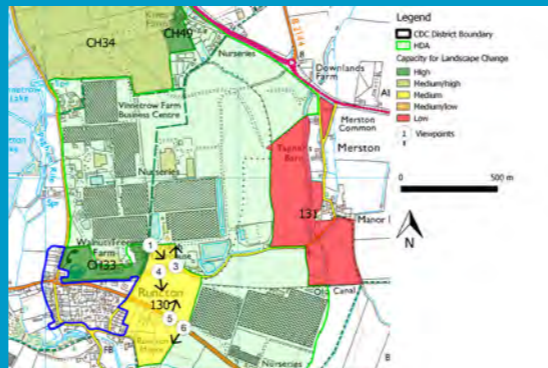 Legend
CDC District Boundary
HDA
Capacity for Landscape Change
High
Medium/high
Medium
Medium/low
Low
1 Viewpoints
0 500 m
N
CH34
CH49
Nurseries
B 2166
Downlands
Farm
Vinnetrow Farm
Business Centre
Merston
Common
Merston
Nurseries
131
Manor
Walnut Tree
Farm
CH33
1
3
4
Runcton
130
5
6
Canal
Nurseries
FB